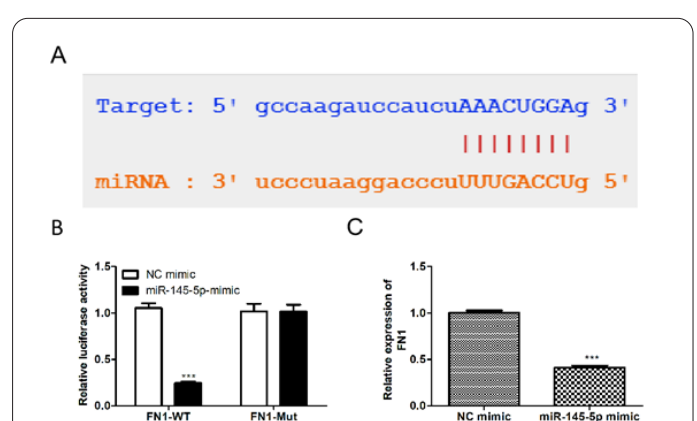 A
Target: 5' gccaagauccaucuAAACUGGAg 3'
miRNA : 3' ucccuaaggacccuUUUGACCUg 5'
B
Relative luciferase activity
1.5
1.0
0.5
0.0
NC mimic
miR-145-5p-mimic
***
FN1-WT
FN1-Mut
C
Relative expression of
FN1
1.5
1.0
0.5
0.0
***
NC mimic
miR-145-5p mimic